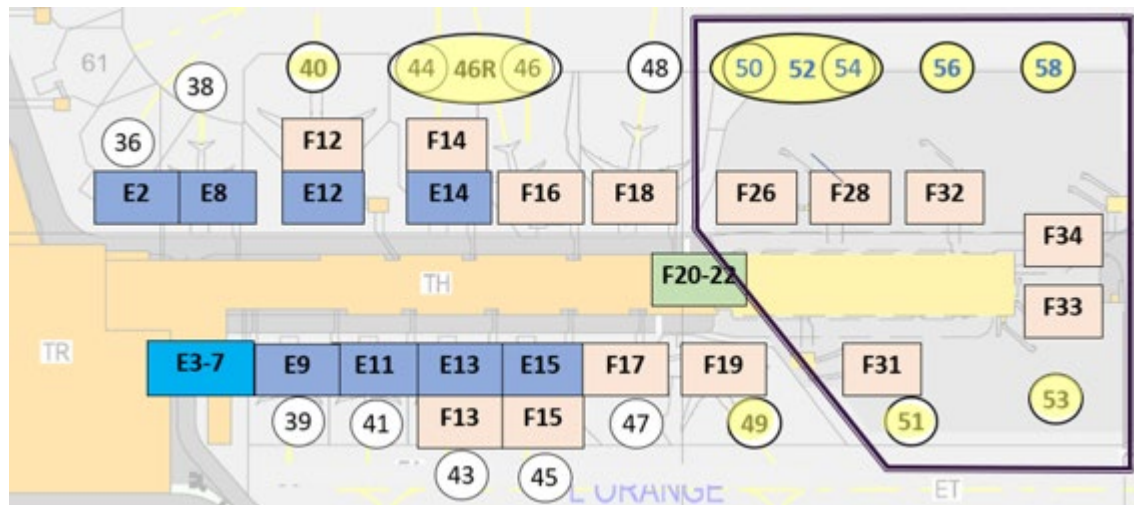 61
38
40
44 46R 46
48
50 52 54
56
58
36
F12
F14
E2
E8
E12
E14
F16
F18
F26
F28
F32
F34
TH
F20-22
F33
TR
E3-7
E9
E11
E13
E15
F17
F19
F31
39
41
F13
F15
47
49
51
53
43
45
L'ORANGE
ET